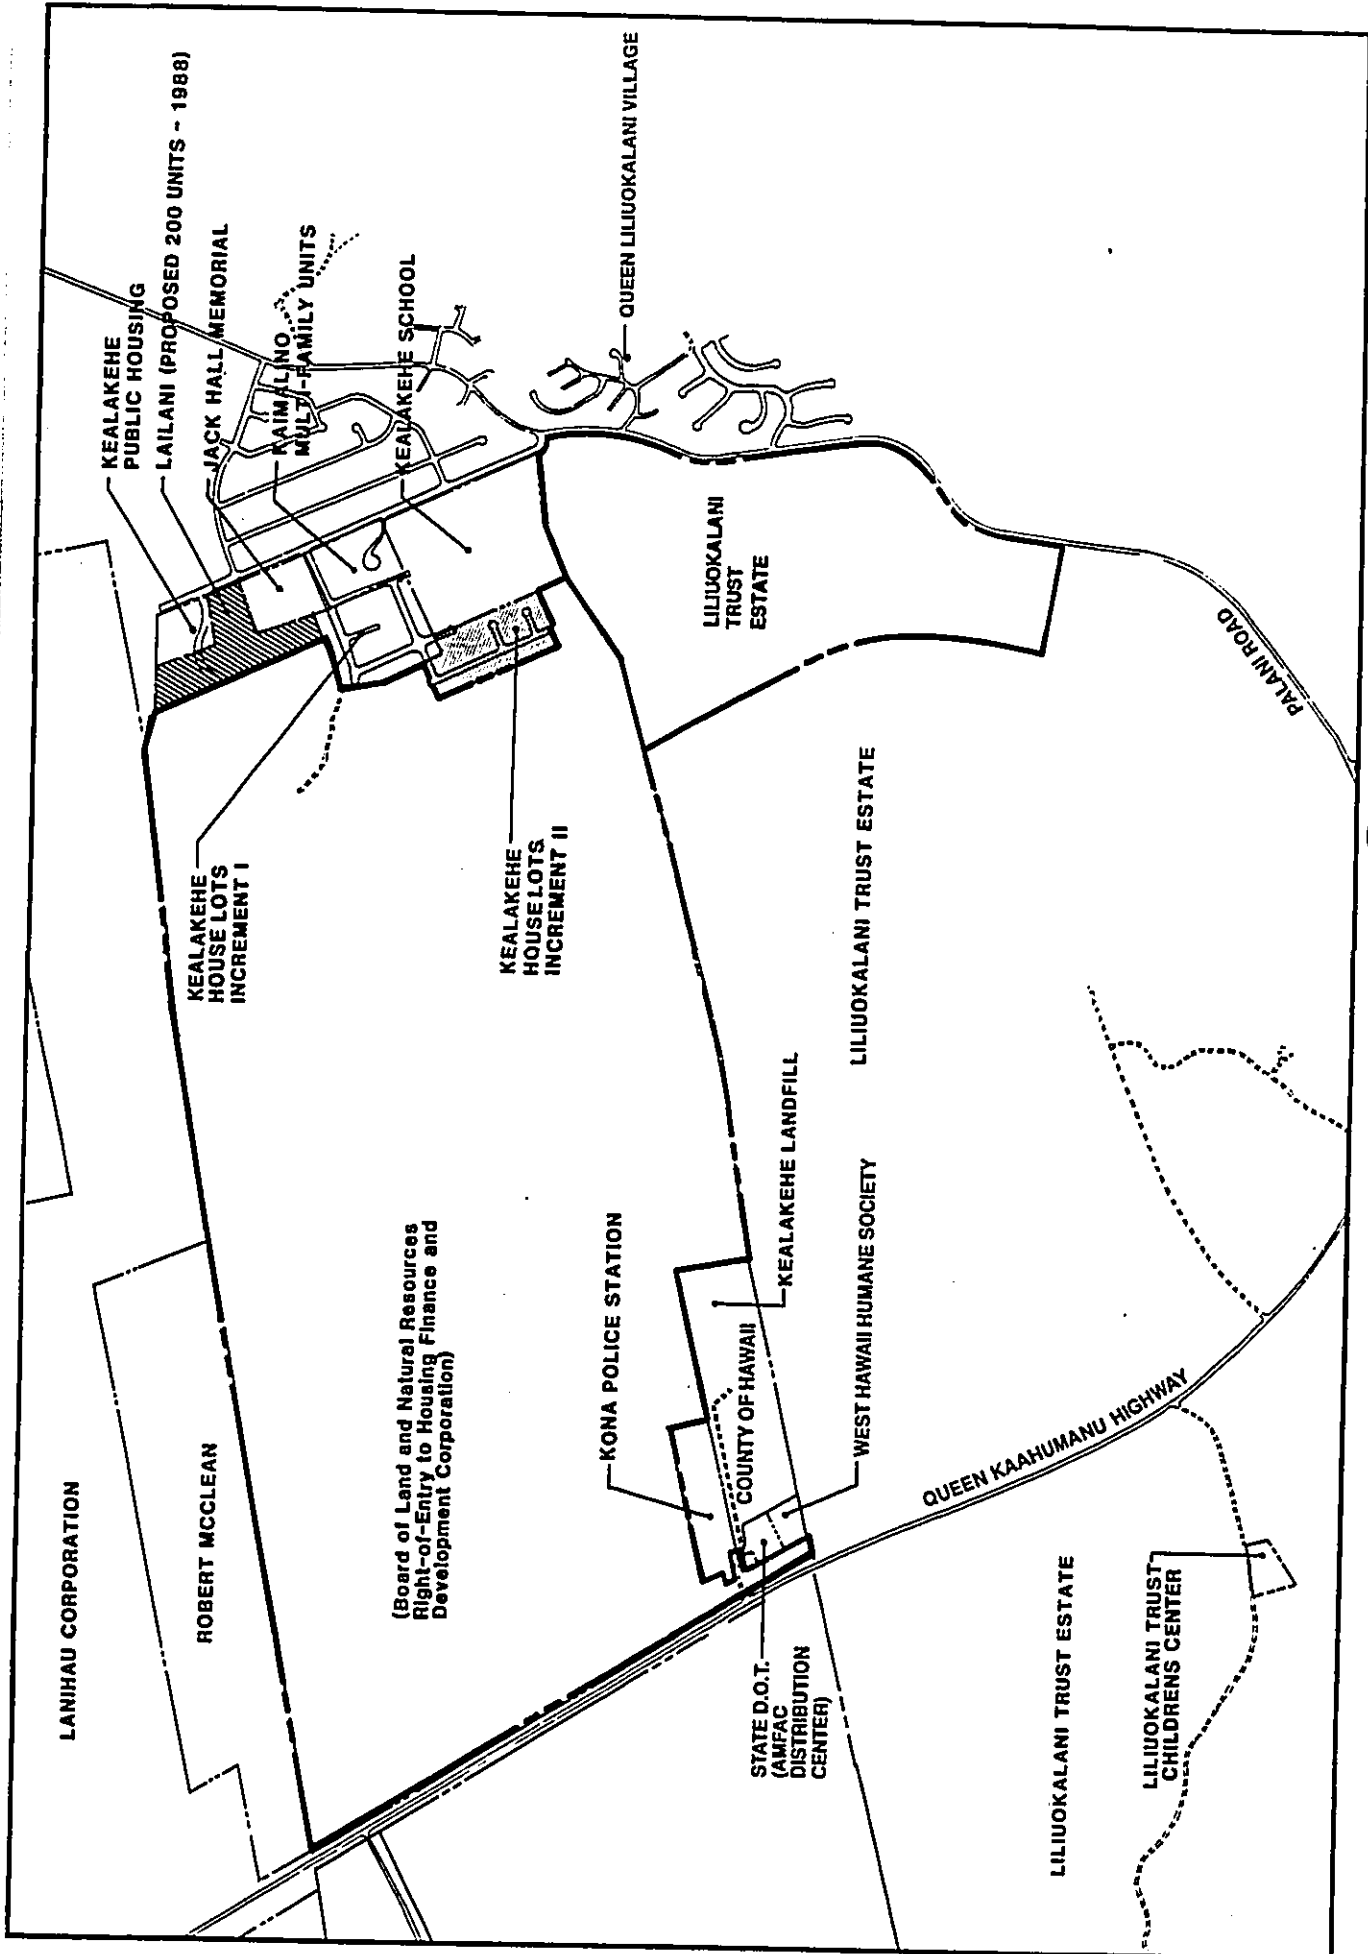 KEALAKEHE
PUBLIC HOUSING
LAILANI (PROPOSED 200 UNITS - 1988)
JACK HALL MEMORIAL
KAIMALINO
MULTI-FAMILY UNITS
KEALAKEHE SCHOOL
QUEEN LILIUOKALANI VILLAGE
KEALAKEHE
HOUSE LOTS
INCREMENT I
KEALAKEHE
HOUSE LOTS
INCREMENT II
LILIUOKALANI
TRUST
ESTATE
PALANI ROAD
LILIUOKALANI TRUST ESTATE
LANIHAU CORPORATION
ROBERT MCCLEAN
(Board of Land and Natural Resources
Right-of-Entry to Housing Finance and
Development Corporation)
KONA POLICE STATION
KEALAKEHE LANDFILL
COUNTY OF HAWAII
WEST HAWAII HUMANE SOCIETY
QUEEN KAAHUMANU HIGHWAY
STATE D.O.T.
(AMFAC
DISTRIBUTION
CENTER)
LILIUOKALANI TRUST ESTATE
LILIUOKALANI TRUST
CHILDRENS CENTER